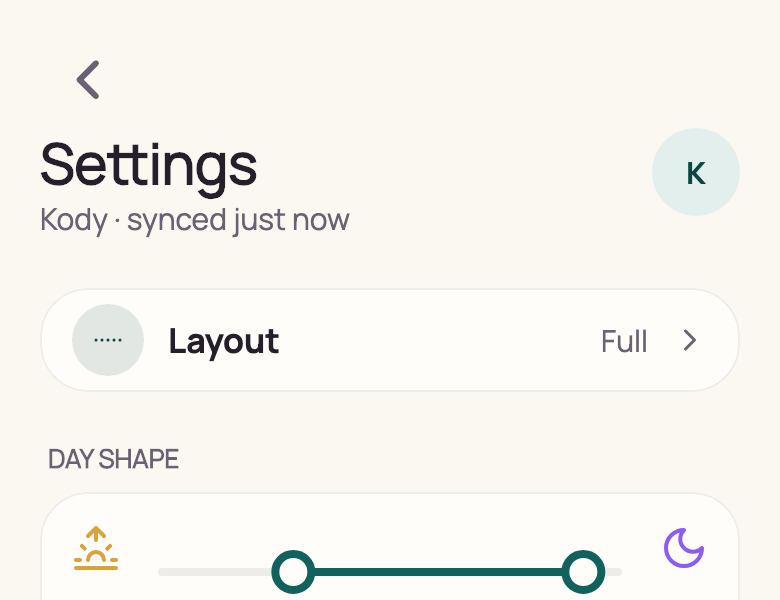 Settings
K
Kody · synced just now
Layout
Full
DAY SHAPE